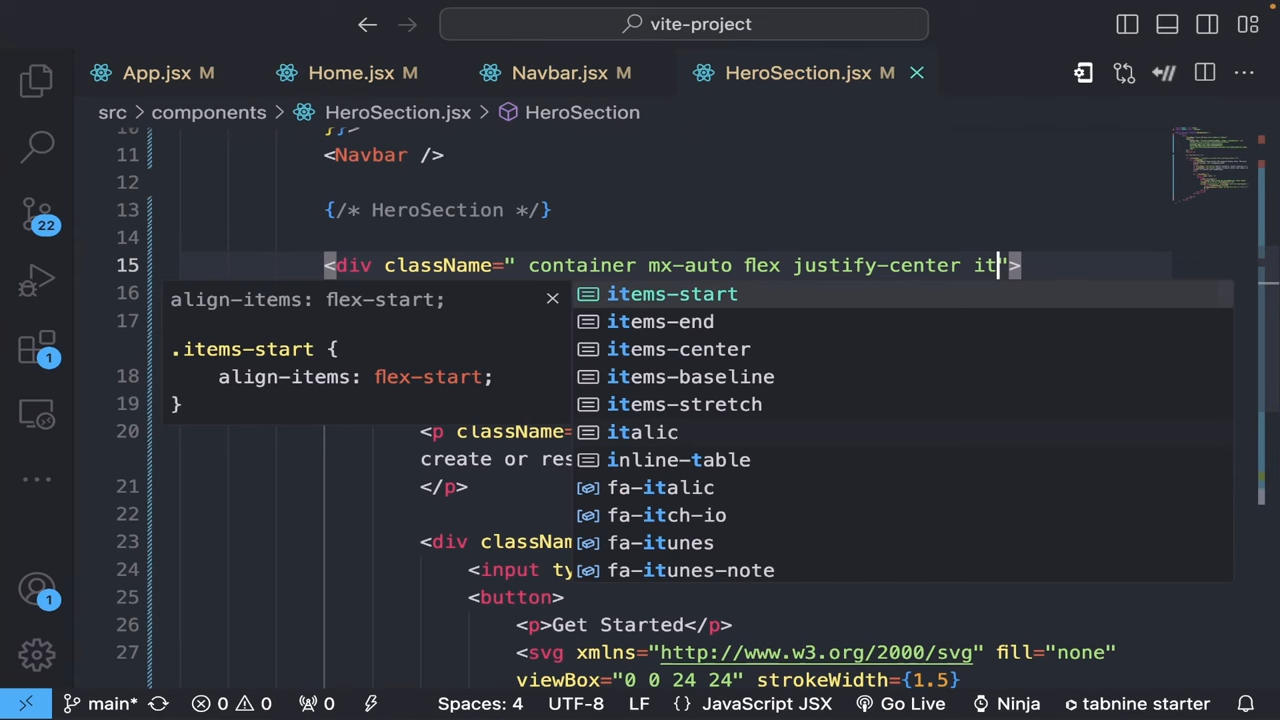 vite-project
App.jsx M
Home.jsx M
Navbar.jsx M
HeroSection.jsx M
src > components > HeroSection.jsx > HeroSection
10 }}>
11 <Navbar />
12
13 {/* HeroSection */}
14
15 <div className=" container mx-auto flex justify-center it">
16
17
18
19
20 <p className=
create or res
21 </p>
22
23 <div classNam
24 <input ty
25 <button>
26 <p>Get Started</p>
27 <svg xmlns="http://www.w3.org/2000/svg" fill="none"
viewBox="0 0 24 24" strokeWidth={1.5}
align-items: flex-start;
.items-start {
align-items: flex-start;
}
items-start
items-end
items-center
items-baseline
items-stretch
italic
inline-table
fa-italic
fa-itch-io
fa-itunes
fa-itunes-note
22
1
1
main* 0 0 0 Spaces: 4 UTF-8 LF {} JavaScript JSX Go Live Ninja tabnine starter